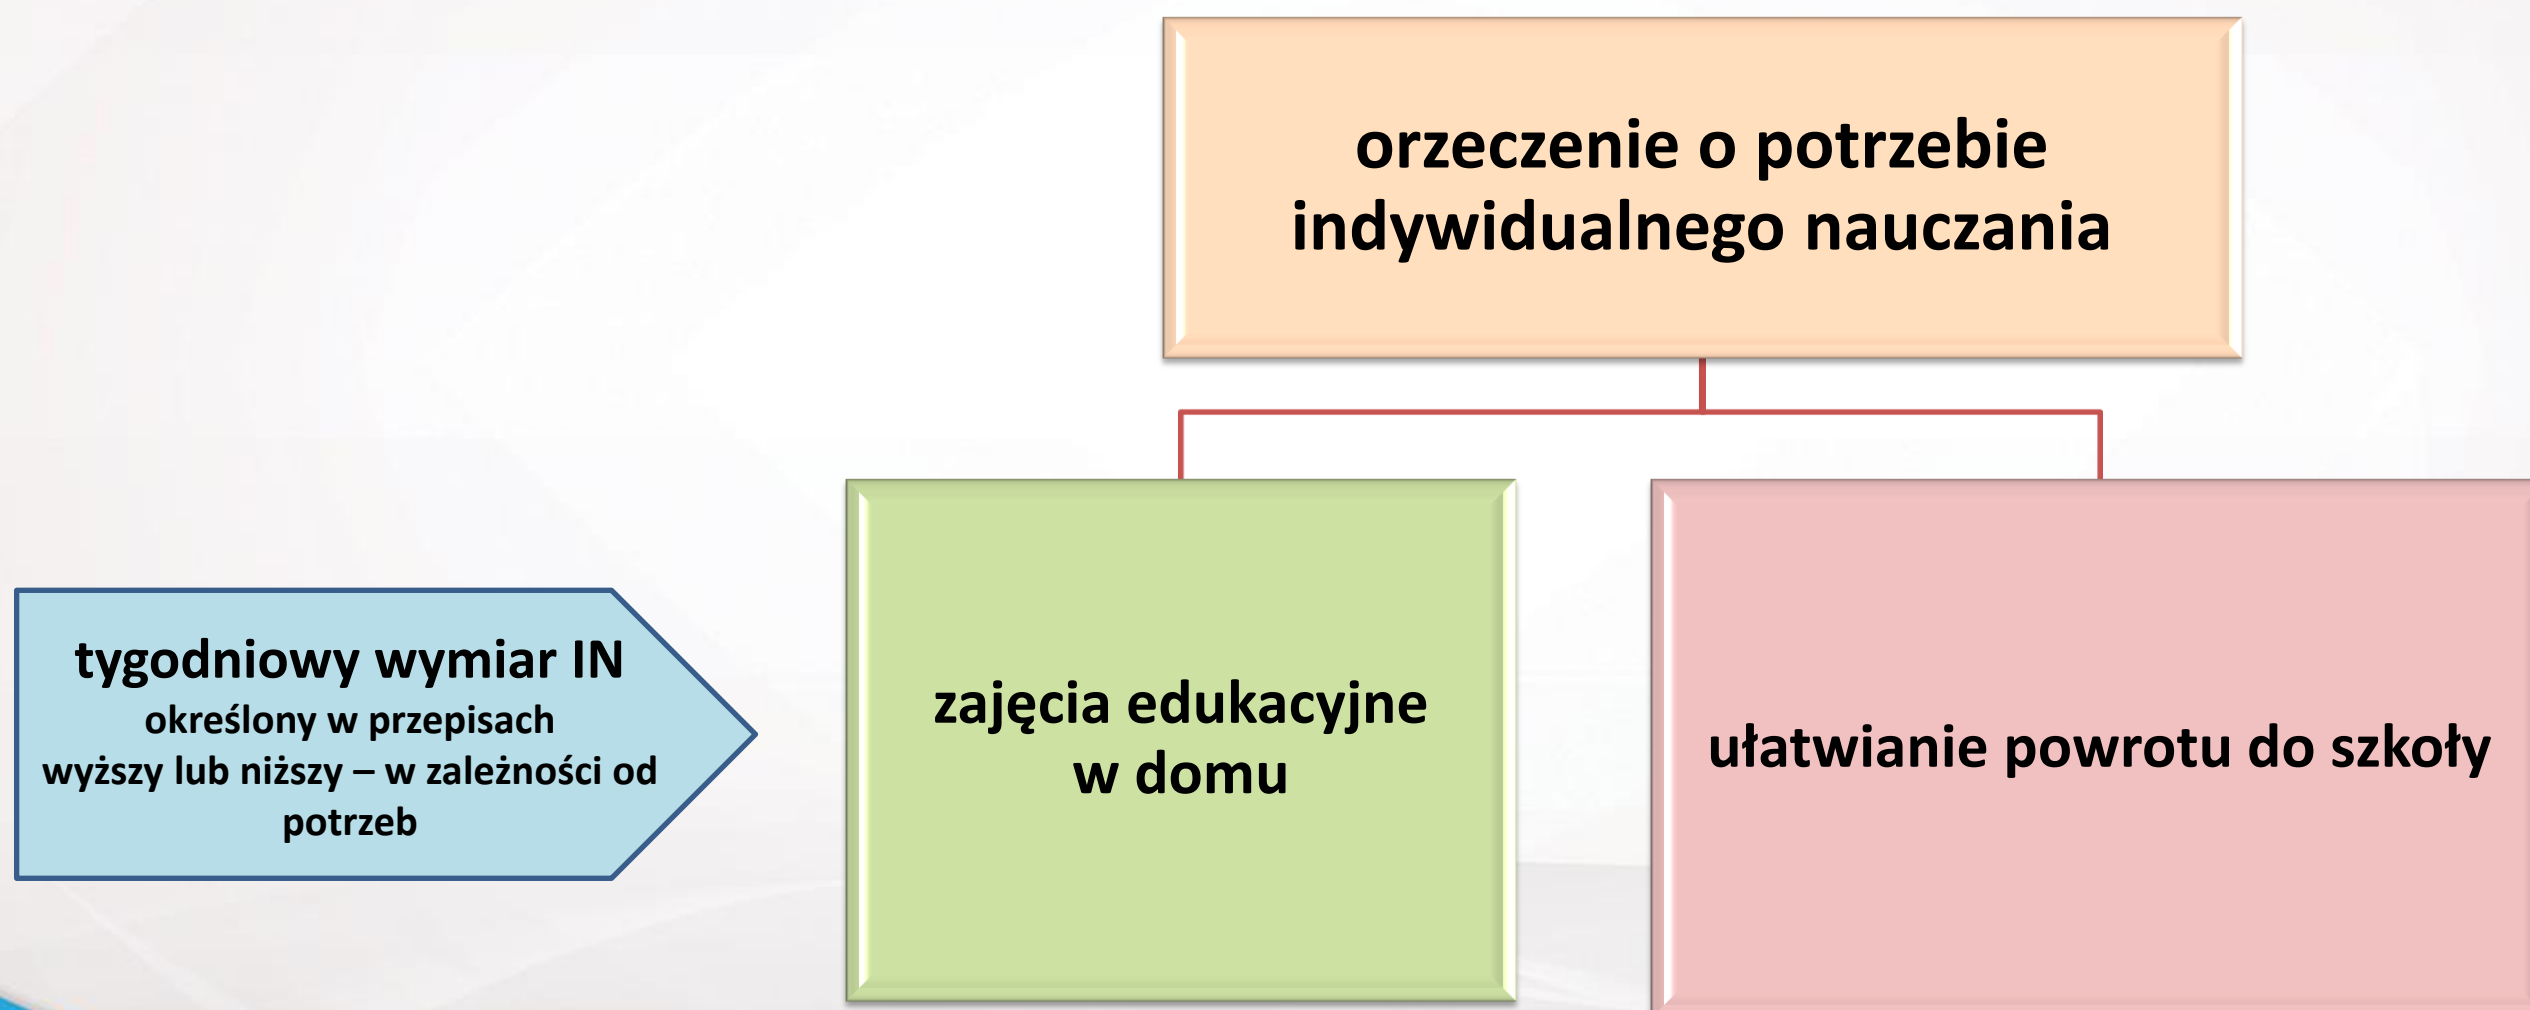 orzeczenie o potrzebie
indywidualnego nauczania
tygodniowy wymiar IN
określony w przepisach
wyższy lub niższy – w zależności od
potrzeb
zajęcia edukacyjne
w domu
ułatwianie powrotu do szkoły